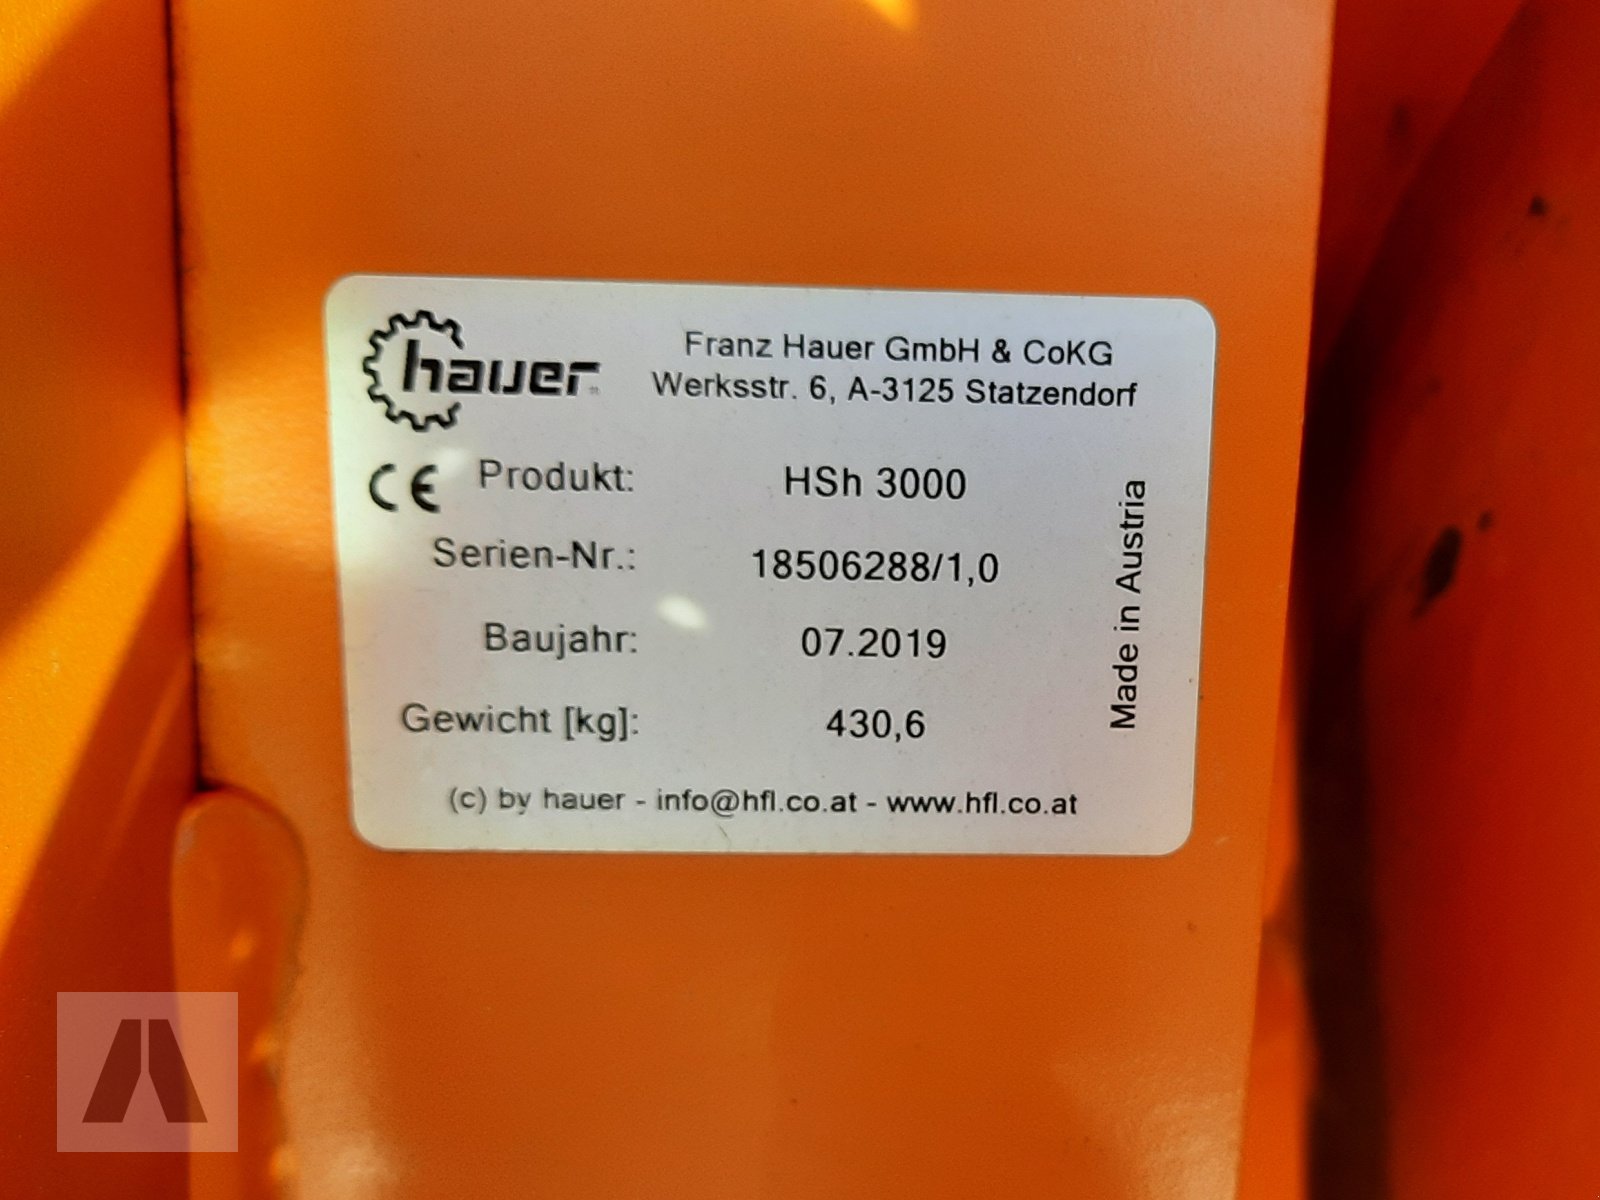 hauer
Franz Hauer GmbH & CoKG
Werksstr. 6, A-3125 Statzendorf
CE
Produkt: HSh 3000
Serien-Nr.: 18506288/1,0
Baujahr: 07.2019
Gewicht [kg]: 430,6
Made in Austria
(c) by hauer - info@hfl.co.at - www.hfl.co.at